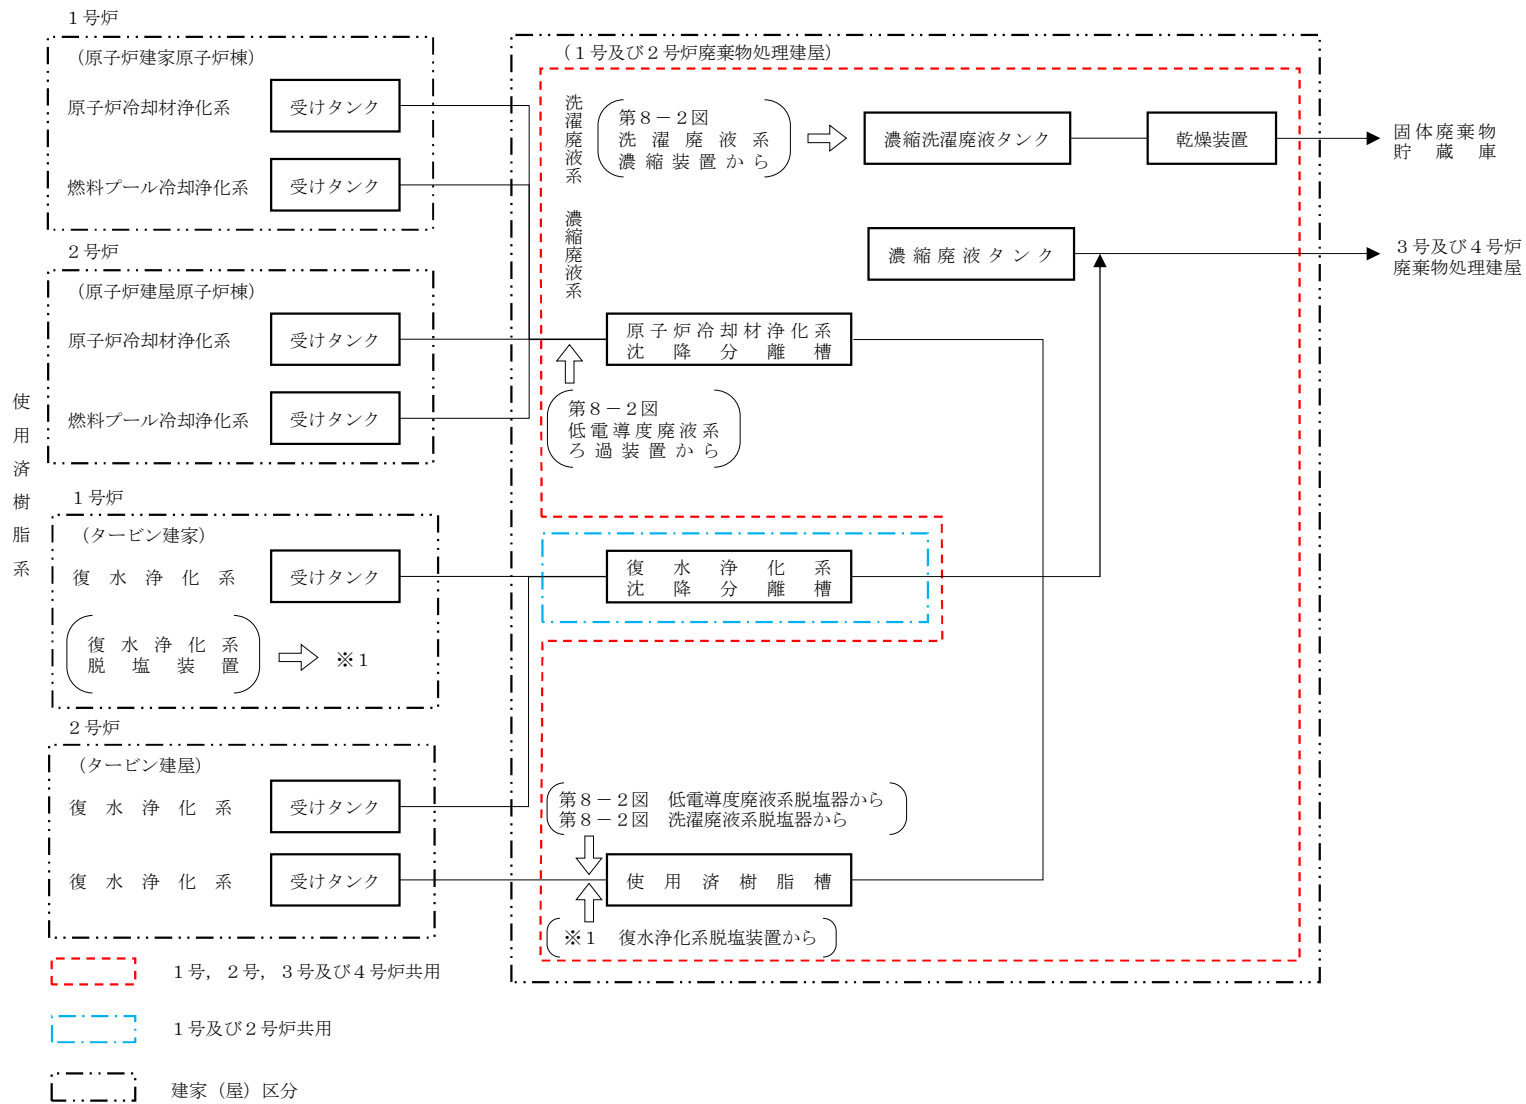 1号炉
(原子炉建家原子炉棟)
原子炉冷却材浄化系
受けタンク
燃料プール冷却浄化系
受けタンク
2号炉
(原子炉建屋原子炉棟)
原子炉冷却材浄化系
受けタンク
燃料プール冷却浄化系
受けタンク
使用済樹脂系
1号炉
(タービン建家)
復水浄化系
受けタンク
復水浄化系
脱塩装置
※1
2号炉
(タービン建屋)
復水浄化系
受けタンク
復水浄化系
受けタンク
(1号及び2号炉廃棄物処理建屋)
洗濯廃液系
第8-2図
洗濯廃液系
濃縮装置から
濃縮洗濯廃液タンク
乾燥装置
固体廃棄物
貯蔵庫
濃縮廃液系
濃縮廃液タンク
3号及び4号炉
廃棄物処理建屋
原子炉冷却材浄化系
沈降分離槽
第8-2図
低電導度廃液系
ろ過装置から
復水浄化系
沈降分離槽
第8-2図 低電導度廃液系脱塩器から
第8-2図 洗濯廃液系脱塩器から
使用済樹脂槽
※1 復水浄化系脱塩装置から
1号, 2号, 3号及び4号炉共用
1号及び2号炉共用
建家(屋)区分